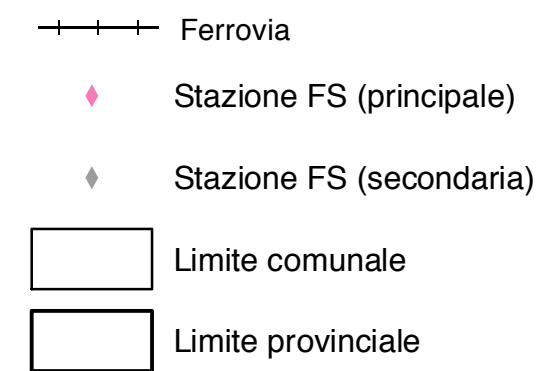 Ferrovia
Stazione FS (principale)
Stazione FS (secondaria)
Limite comunale
Limite provinciale